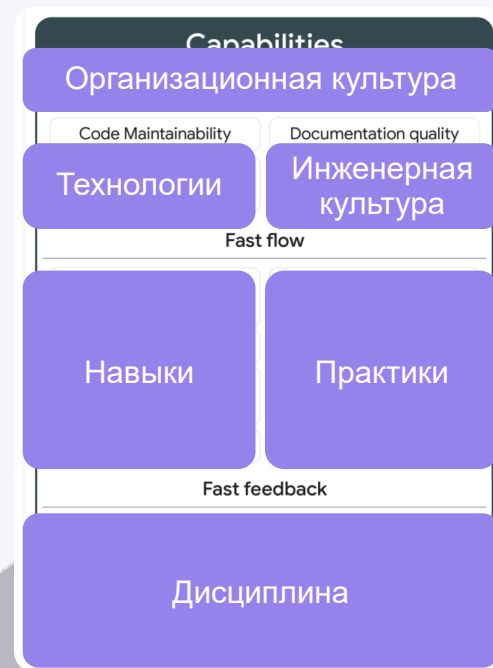 Capabilities
Организационная культура
Code Maintainability
Documentation quality
Технологии
Инженерная
культура
Fast flow
Навыки
Практики
Fast feedback
Дисциплина